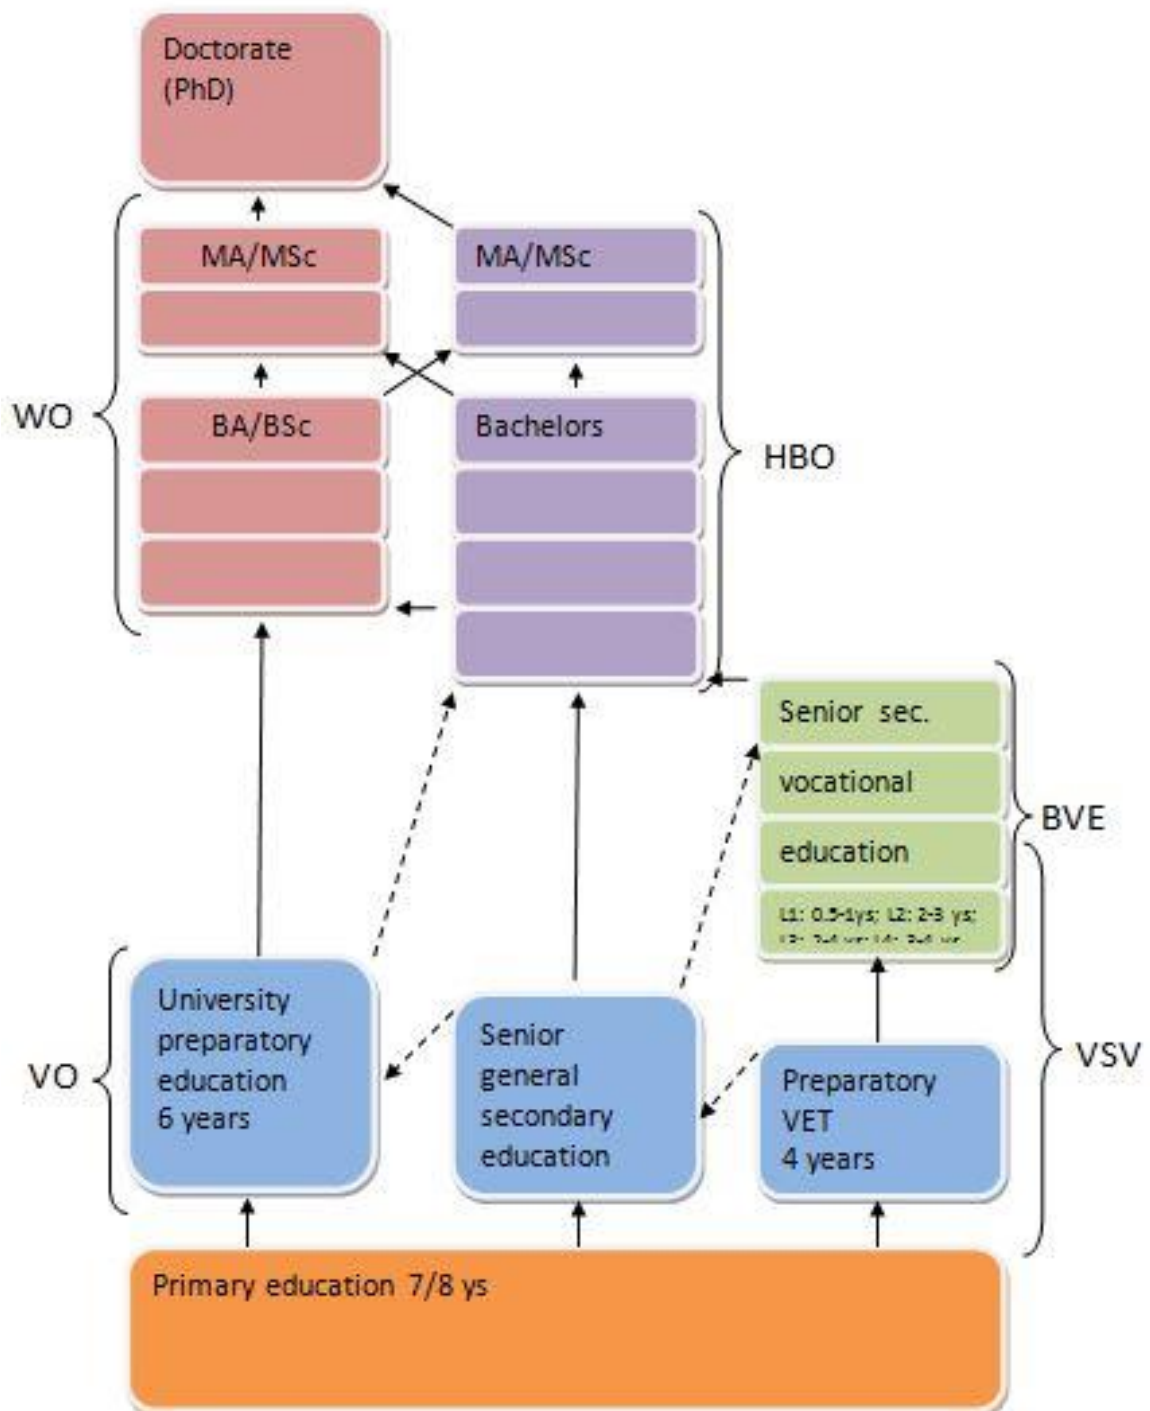 Doctorate
(PhD)
MA/MSc
MA/MSc
WO
BA/BSc
Bachelors
HBO
Senior sec.
vocational
education
L1: 0.5-1ys; L2: 2-3 ys;
BVE
University
preparatory
education
6 years
VO
Senior
general
secondary
education
Preparatory
VET
4 years
VSV
Primary education 7/8 ys